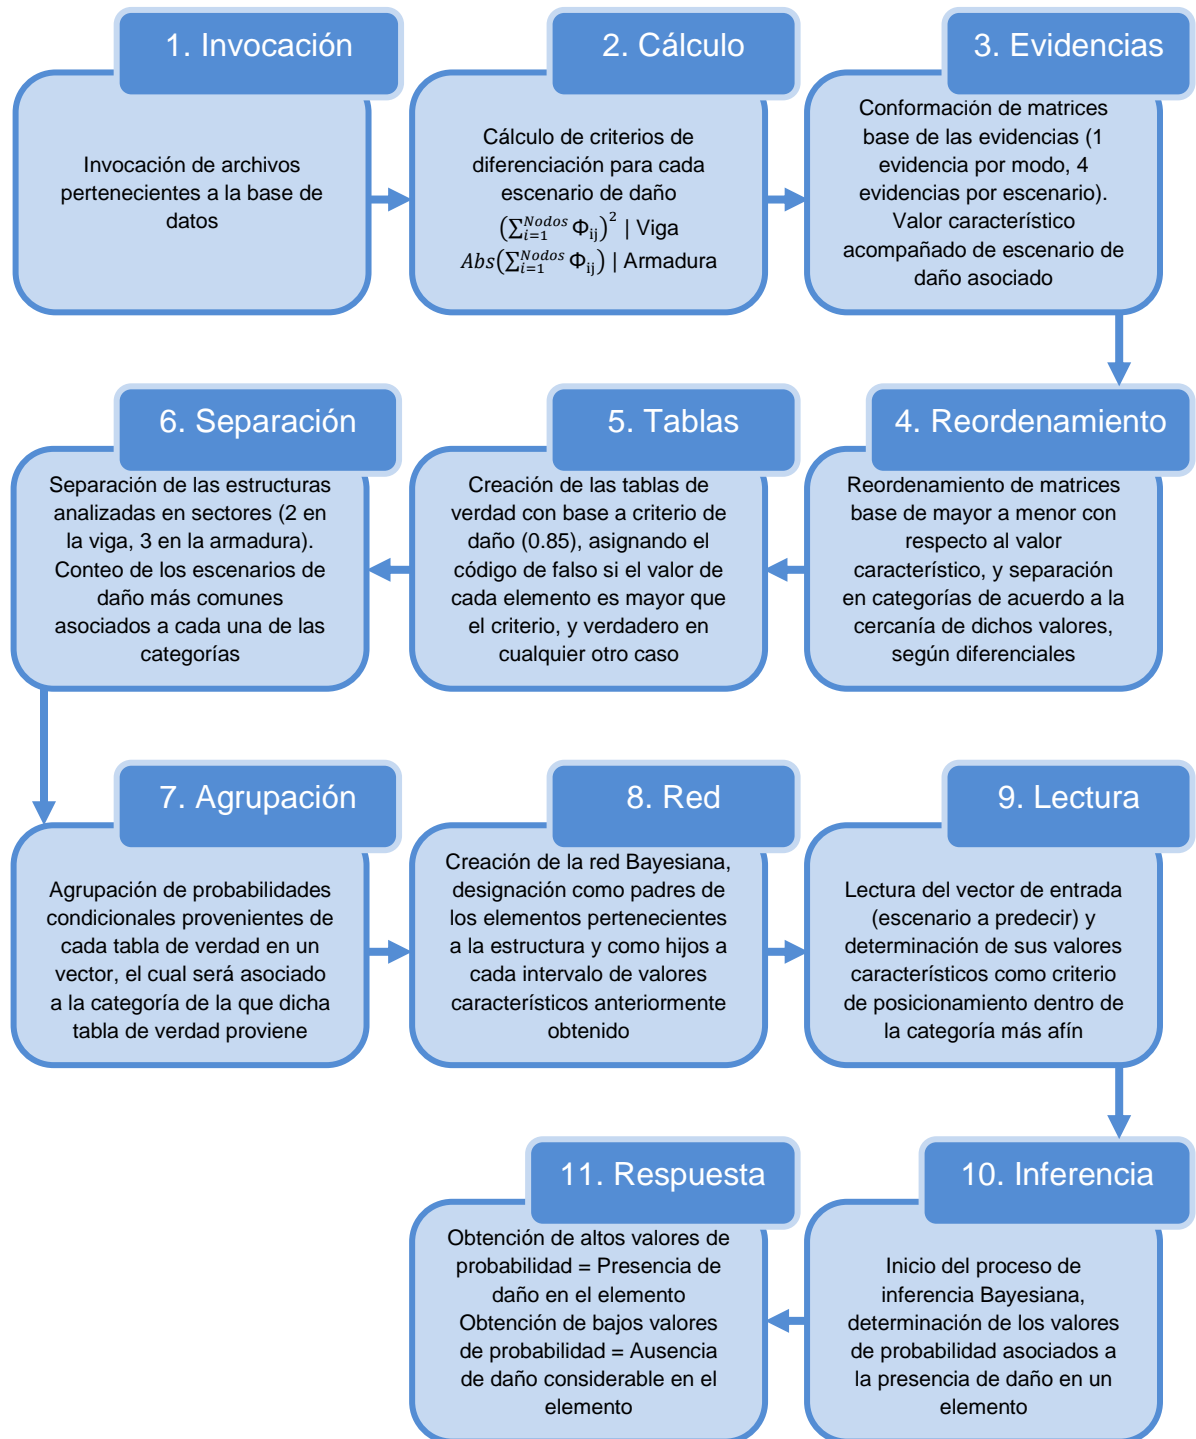 1. Invocación
Invocación de archivos
pertenecientes a la base de
datos
2. Cálculo
Cálculo de criterios de
diferenciación para cada
escenario de daño
(∑_{i=1}^{Nodos} Φ_{ij})^2 | Viga
Abs(∑_{i=1}^{Nodos} Φ_{ij}) | Armadura
3. Evidencias
Conformación de matrices
base de las evidencias (1
evidencia por modo, 4
evidencias por escenario).
Valor característico
acompañado de escenario de
daño asociado
4. Reordenamiento
Reordenamiento de matrices
base de mayor a menor con
respecto al valor
característico, y separación
en categorías de acuerdo a la
cercanía de dichos valores,
según diferenciales
5. Tablas
Creación de las tablas de
verdad con base a criterio de
daño (0.85), asignando el
código de falso si el valor de
cada elemento es mayor que
el criterio, y verdadero en
cualquier otro caso
6. Separación
Separación de las estructuras
analizadas en sectores (2 en
la viga, 3 en la armadura).
Conteo de los escenarios de
daño más comunes
asociados a cada una de las
categorías
7. Agrupación
Agrupación de probabilidades
condicionales provenientes de
cada tabla de verdad en un
vector, el cual será asociado
a la categoría de la que dicha
tabla de verdad proviene
8. Red
Creación de la red Bayesiana,
designación como padres de
los elementos pertenecientes
a la estructura y como hijos a
cada intervalo de valores
característicos anteriormente
obtenido
9. Lectura
Lectura del vector de entrada
(escenario a predecir) y
determinación de sus valores
característicos como criterio
de posicionamiento dentro de
la categoría más afín
10. Inferencia
Inicio del proceso de
inferencia Bayesiana,
determinación de los valores
de probabilidad asociados a
la presencia de daño en un
elemento
11. Respuesta
Obtención de altos valores de
probabilidad = Presencia de
daño en el elemento
Obtención de bajos valores
de probabilidad = Ausencia
de daño considerable en el
elemento